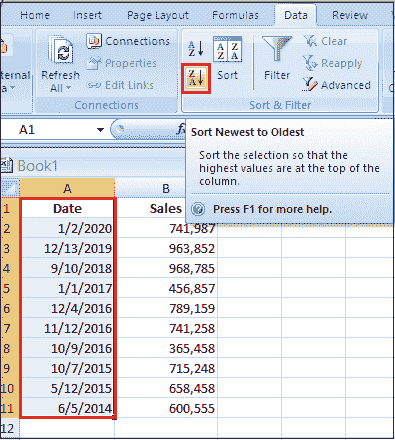 Home Insert Page Layout Formulas Data Review
Connections
Properties
Edit Links
Refresh All
Connections
A Z
Z A
Z A
A Z
Sort
Filter
Clear
Reapply
Advanced
Sort & Filter
A1
Sort Newest to Oldest
Sort the selection so that the
highest values are at the top of the
column.
Press F1 for more help.
Book1
A B
1 Date Sales
2 1/2/2020 741,987
3 12/13/2019 963,852
4 9/10/2018 968,785
5 1/1/2017 456,857
6 12/4/2016 789,159
7 11/12/2016 741,258
8 10/9/2016 365,458
9 10/7/2015 715,248
10 5/12/2015 658,458
11 6/5/2014 600,555
12